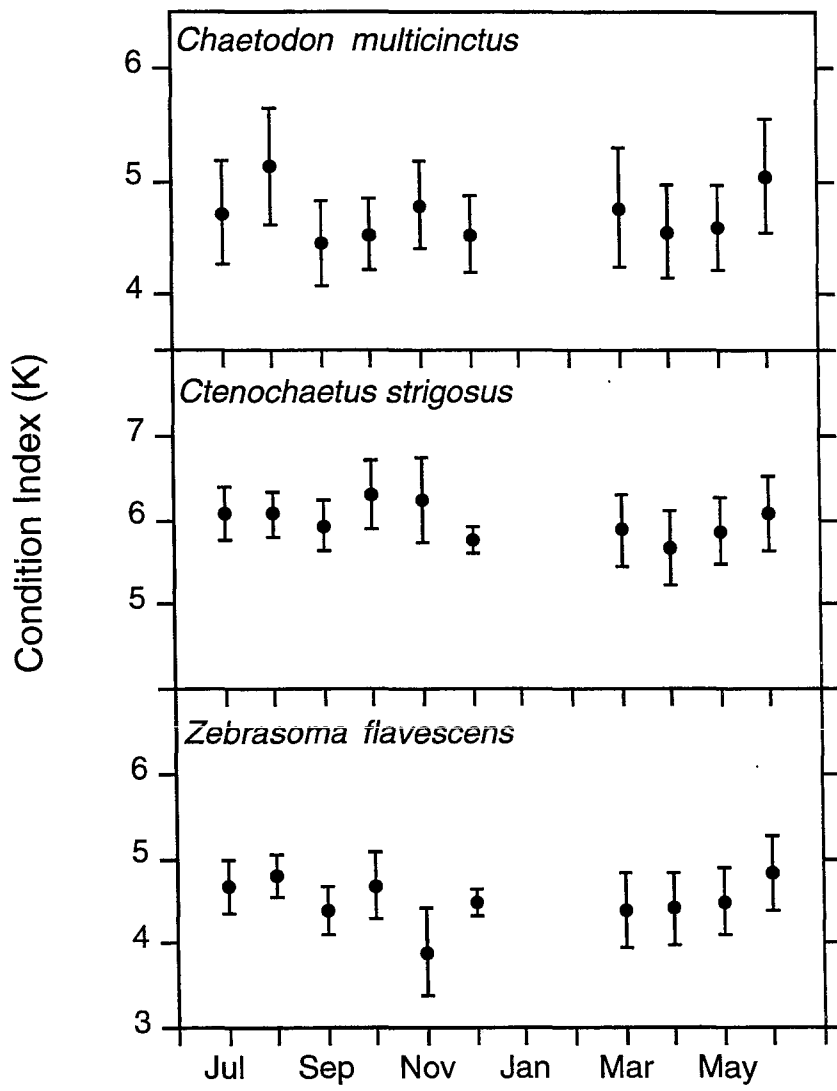 Condition Index (K)
Chaetodon multicinctus
6
5
4
Ctenochaetus strigosus
7
6
5
Zebrasoma flavescens
6
5
4
3
Jul Sep Nov Jan Mar May